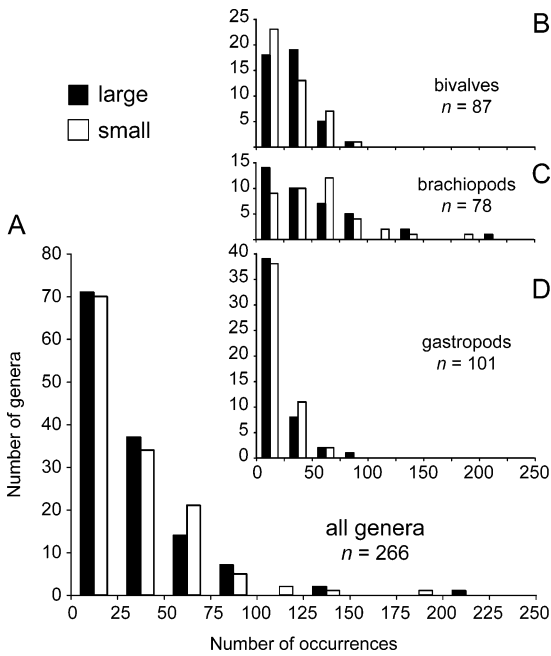 large
small
B
25
20
15
10
5
bivalves
n = 87
C
15
10
5
brachiopods
n = 78
A
D
40
35
30
25
20
15
10
5
0
gastropods
n = 101
0 50 100 150 200 250
80
70
60
50
40
30
20
10
0
Number of genera
all genera
n = 266
0 25 50 75 100 125 150 175 200 225 250
Number of occurrences